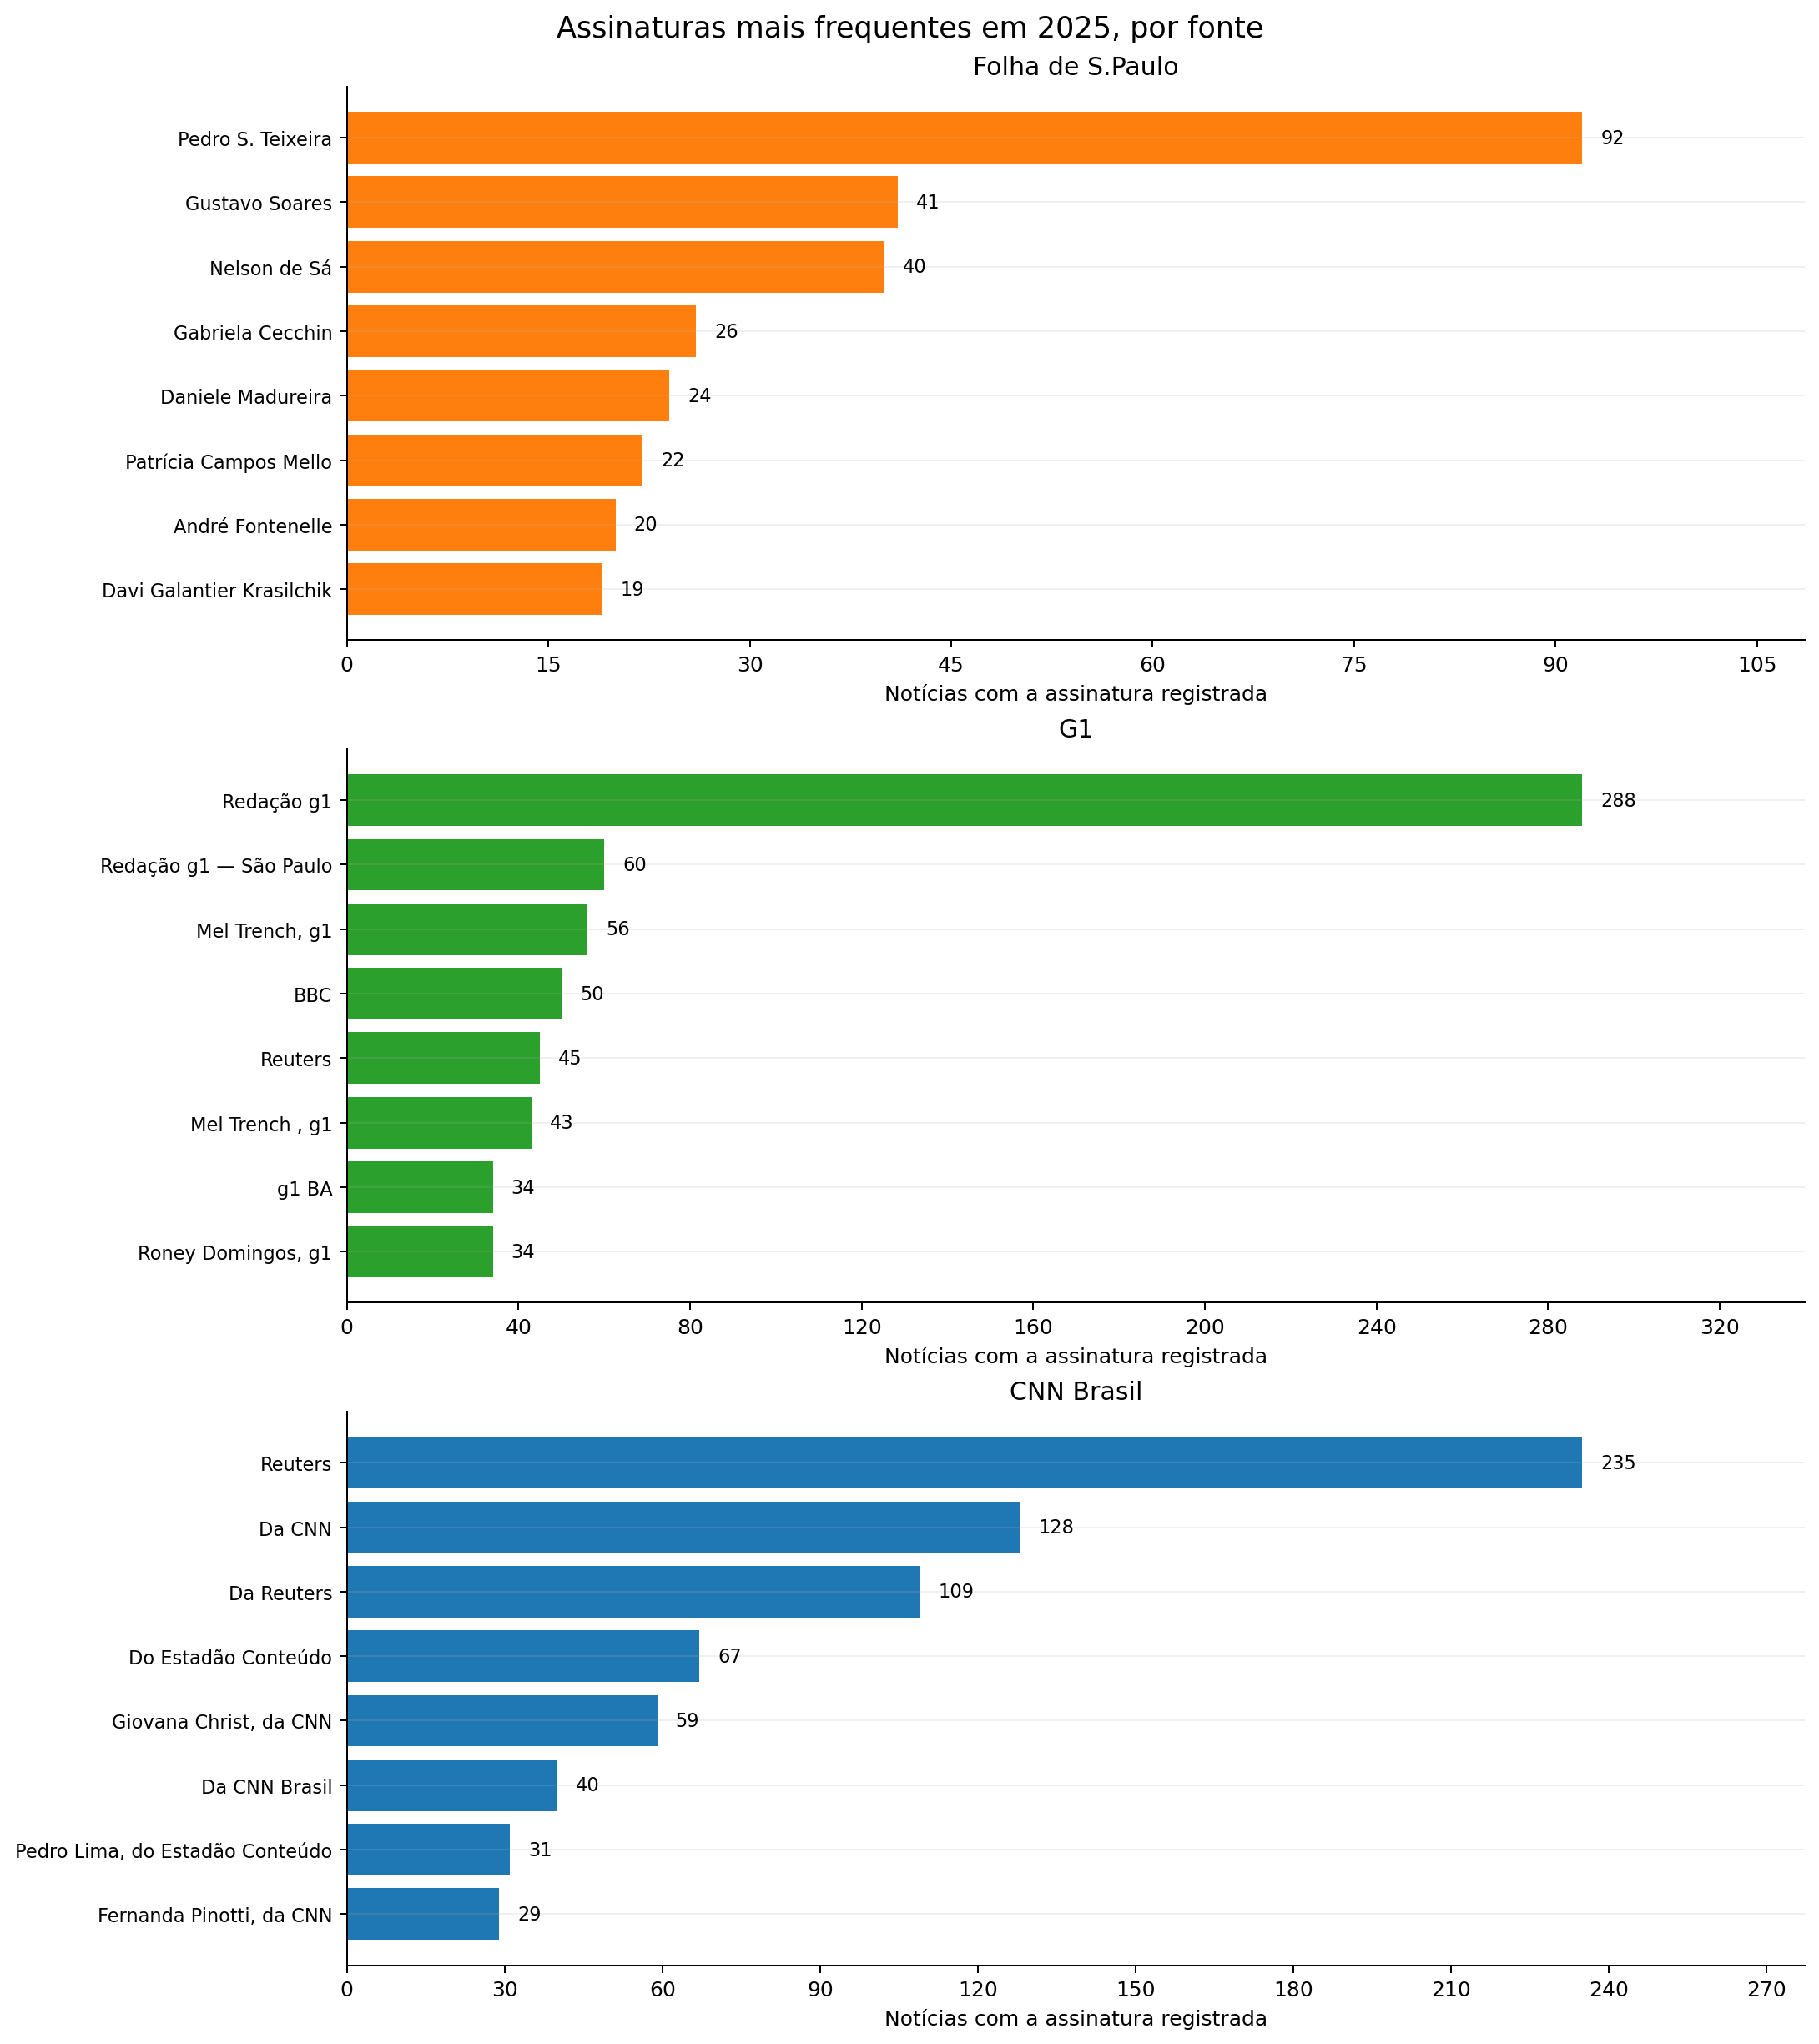 Assinaturas mais frequentes em 2025, por fonte
Folha de S.Paulo
Pedro S. Teixeira 92
Gustavo Soares 41
Nelson de Sá 40
Gabriela Cecchin 26
Daniele Madureira 24
Patrícia Campos Mello 22
André Fontenelle 20
Davi Galantier Krasilchik 19
0 15 30 45 60 75 90 105
Notícias com a assinatura registrada
G1
Redação g1 288
Redação g1 — São Paulo 60
Mel Trench, g1 56
BBC 50
Reuters 45
Mel Trench , g1 43
g1 BA 34
Roney Domingos, g1 34
0 40 80 120 160 200 240 280 320
Notícias com a assinatura registrada
CNN Brasil
Reuters 235
Da CNN 128
Da Reuters 109
Do Estadão Conteúdo 67
Giovana Christ, da CNN 59
Da CNN Brasil 40
Pedro Lima, do Estadão Conteúdo 31
Fernanda Pinotti, da CNN 29
0 30 60 90 120 150 180 210 240 270
Notícias com a assinatura registrada